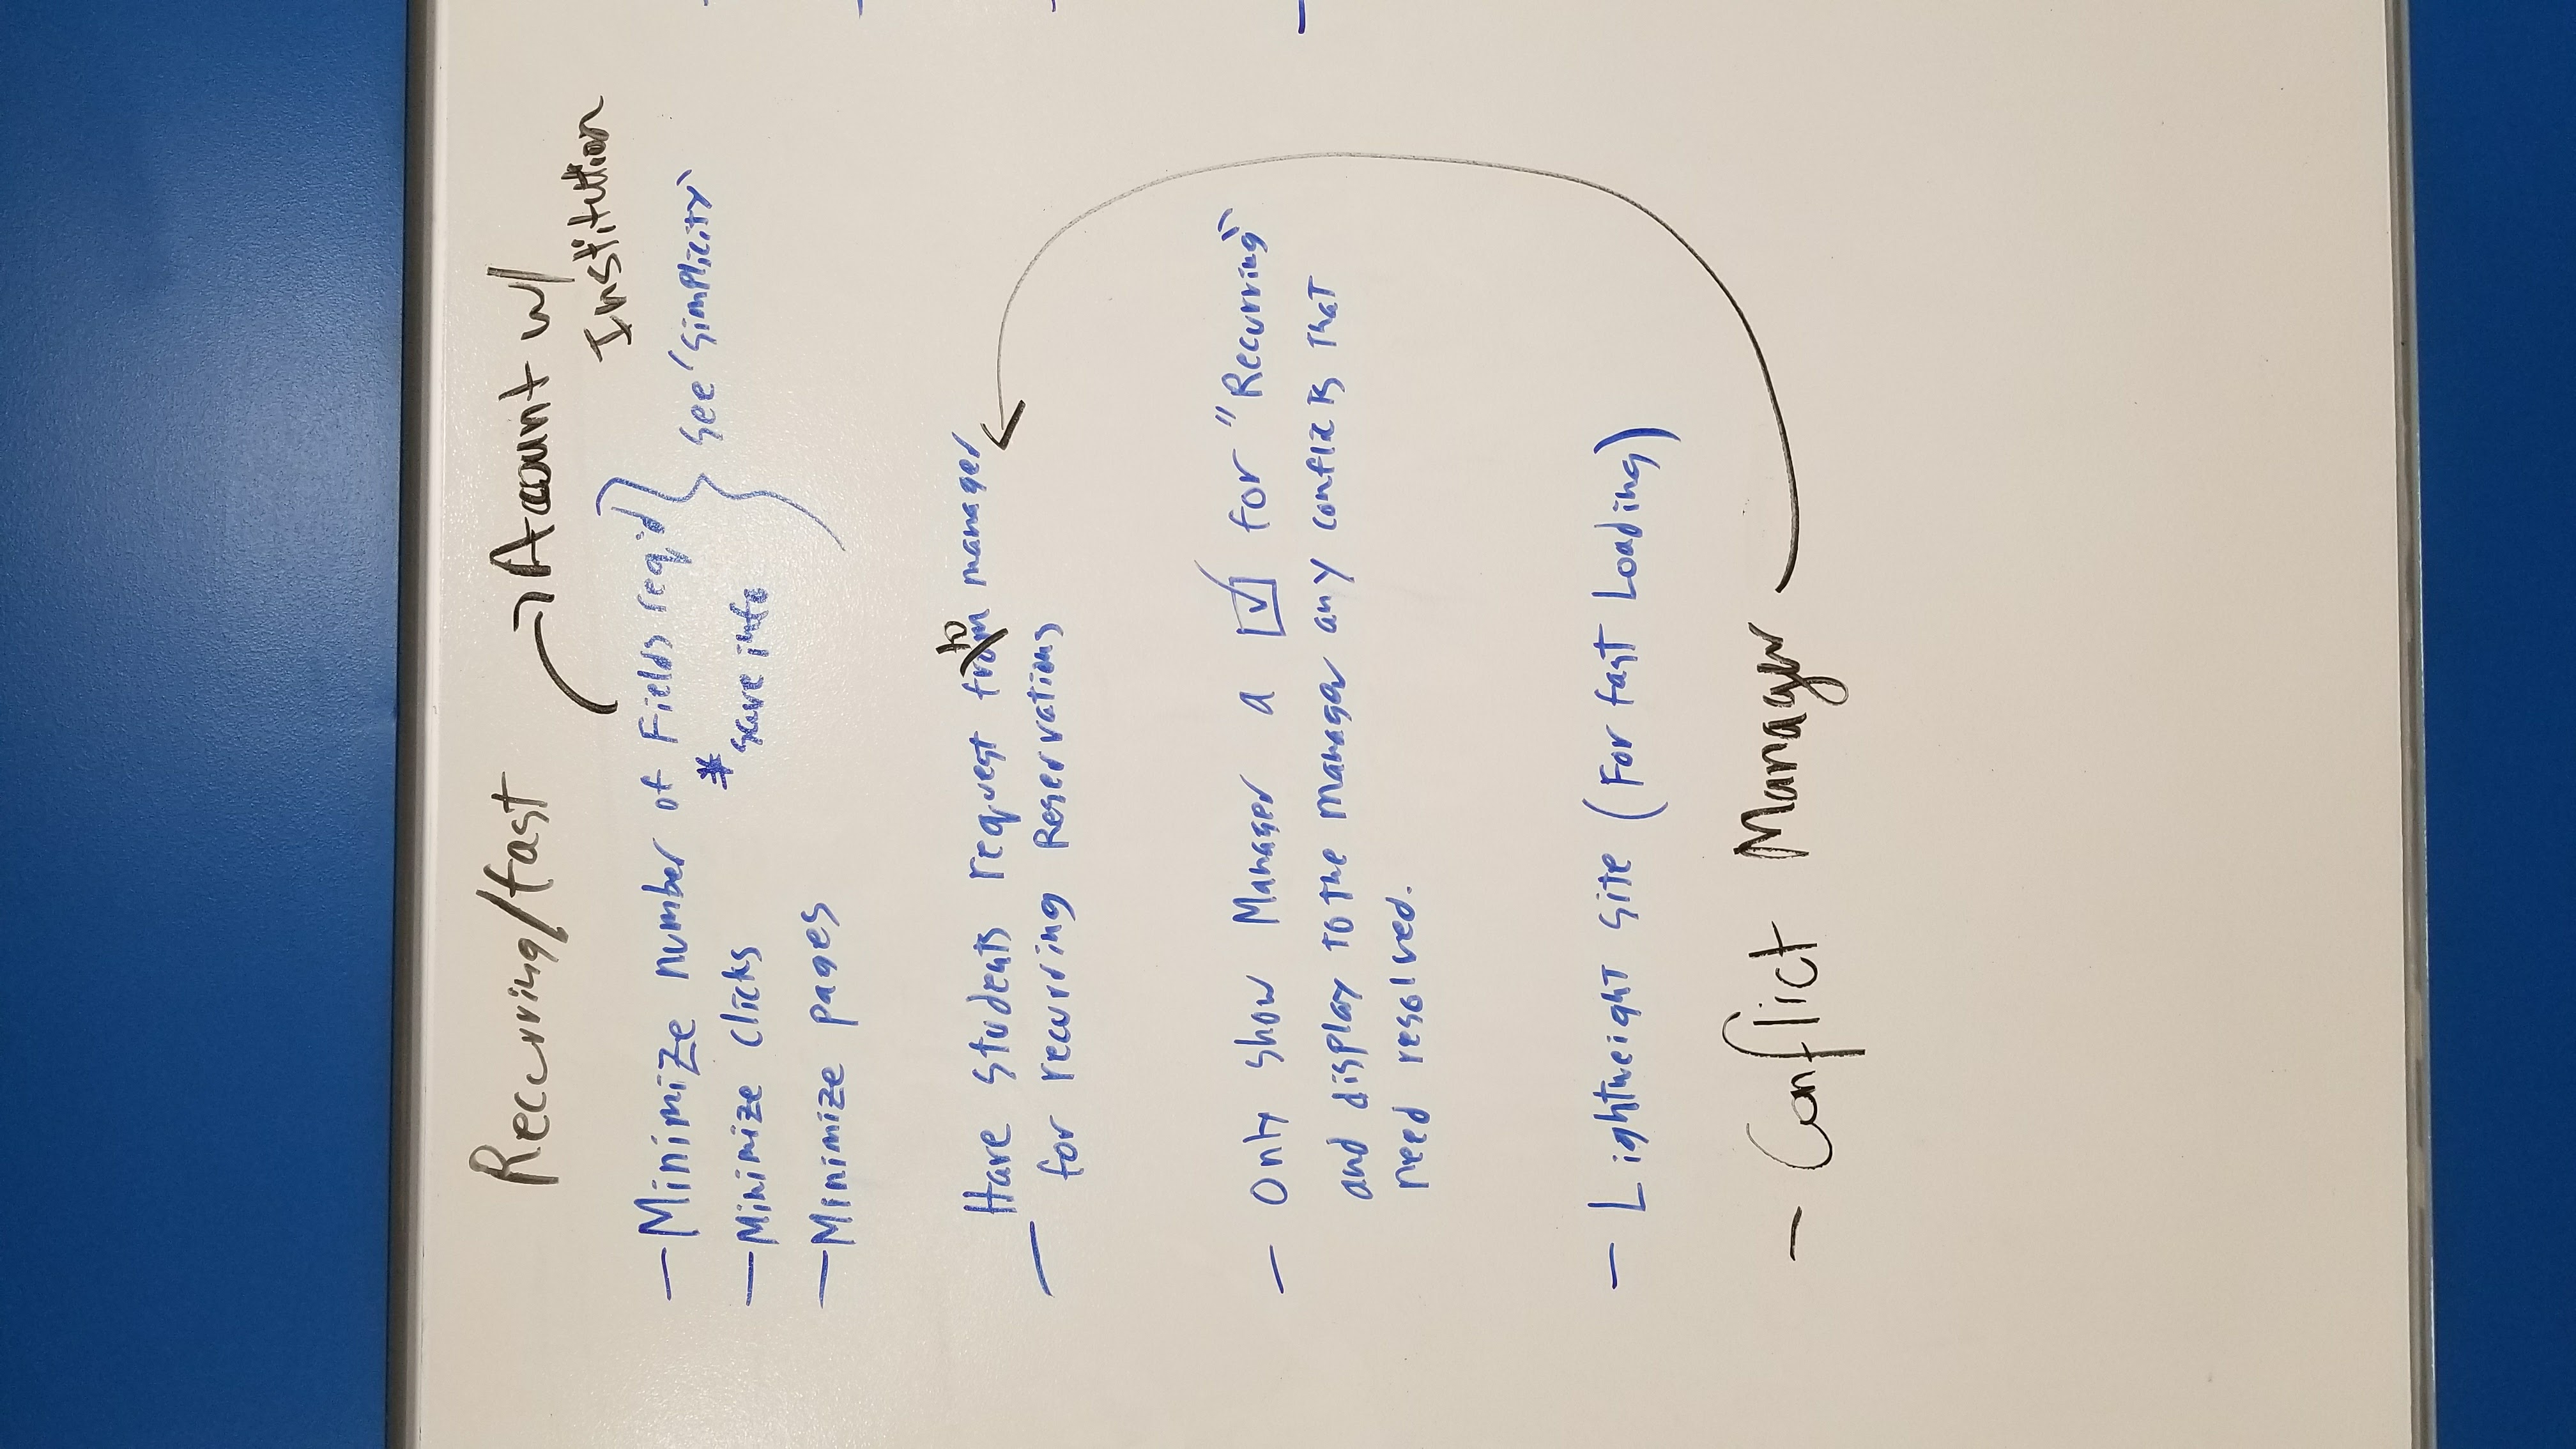 Recurring/fast
Account w/
Institution
- Minimize number of Fields req'd
see "simplicity"
* save info
- Minimize clicks
- Minimize pages
- Have students request from to manager
for recurring Reservations
- Only show Manager a ☑ for "Recurring"
and display to the manager any conflicts that
need resolved.
- Lightweight site (For fast Loading)
- Conflict Manager